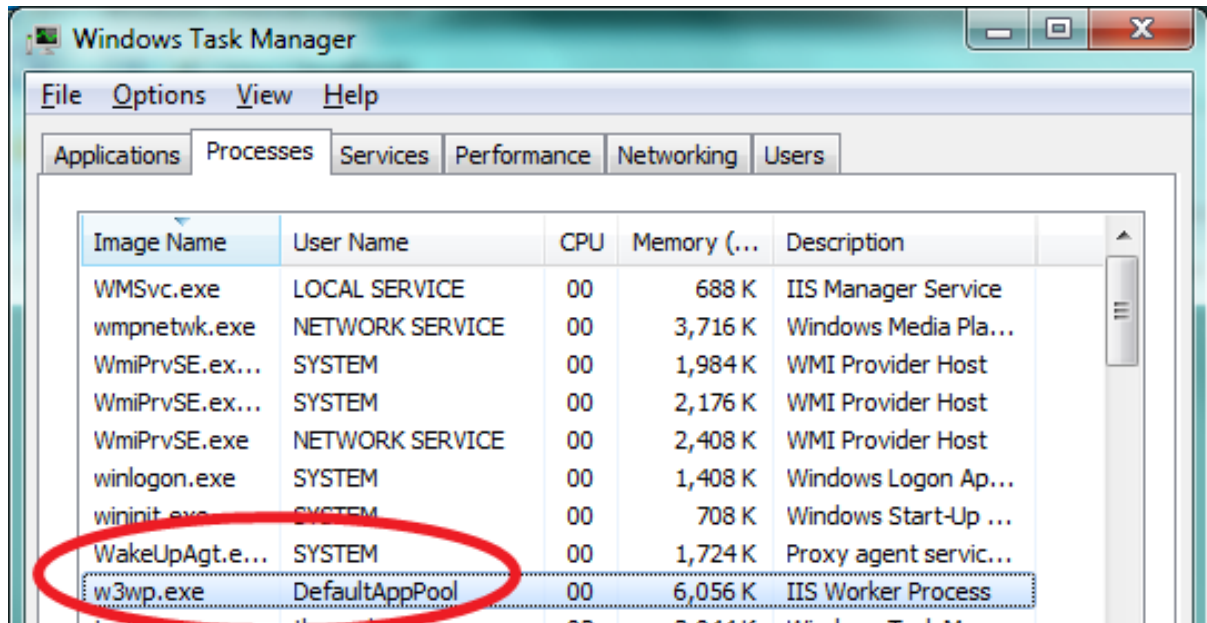 Windows Task Manager
File Options View Help
Applications Processes Services Performance Networking Users
Image Name User Name CPU Memory (... Description
WMSvc.exe LOCAL SERVICE 00 688 K IIS Manager Service
wmpnetwk.exe NETWORK SERVICE 00 3,716 K Windows Media Pla...
WmiPrvSE.ex... SYSTEM 00 1,984 K WMI Provider Host
WmiPrvSE.ex... SYSTEM 00 2,176 K WMI Provider Host
WmiPrvSE.exe NETWORK SERVICE 00 2,408 K WMI Provider Host
winlogon.exe SYSTEM 00 1,408 K Windows Logon Ap...
wininit.exe SYSTEM 00 708 K Windows Start-Up ...
WakeUpAgt.e... SYSTEM 00 1,724 K Proxy agent servic...
w3wp.exe DefaultAppPool 00 6,056 K IIS Worker Process